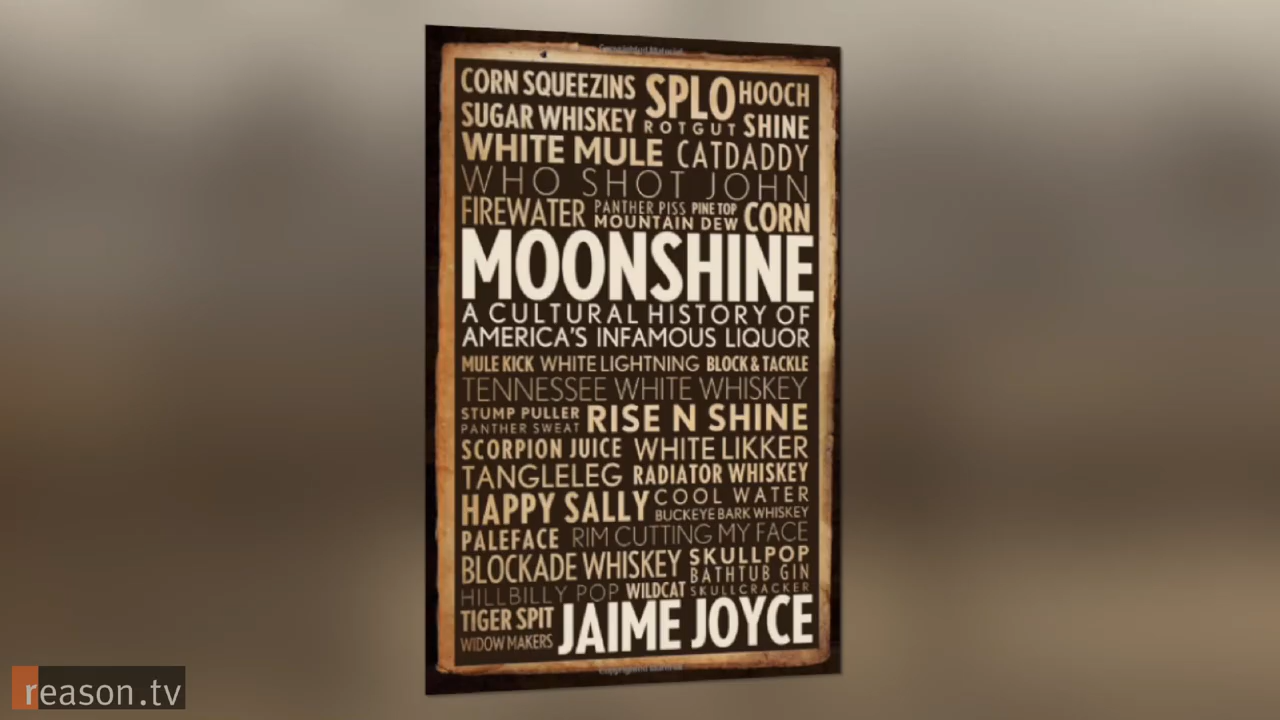 Copyrighted Material
CORN SQUEEZINS SPLO HOOCH
SUGAR WHISKEY ROTGUT SHINE
WHITE MULE CATDADDY
WHO SHOT JOHN
FIREWATER PANTHER PISS PINE TOP CORN
MOUNTAIN DEW
MOONSHINE
A CULTURAL HISTORY OF
AMERICA'S INFAMOUS LIQUOR
MULE KICK WHITE LIGHTNING BLOCK & TACKLE
TENNESSEE WHITE WHISKEY
STUMP PULLER RISE N SHINE
PANTHER SWEAT
SCORPION JUICE WHITE LIKKER
TANGLELEG RADIATOR WHISKEY
HAPPY SALLY COOL WATER
BUCKEYE BARK WHISKEY
PALEFACE RIM CUTTING MY FACE
BLOCKADE WHISKEY SKULLPOP
BATHTUB GIN
HILLBILLY POP WILDCAT SKULLCRACKER
TIGER SPIT JAIME JOYCE
WIDOW MAKERS
Copyrighted Material
reason.tv